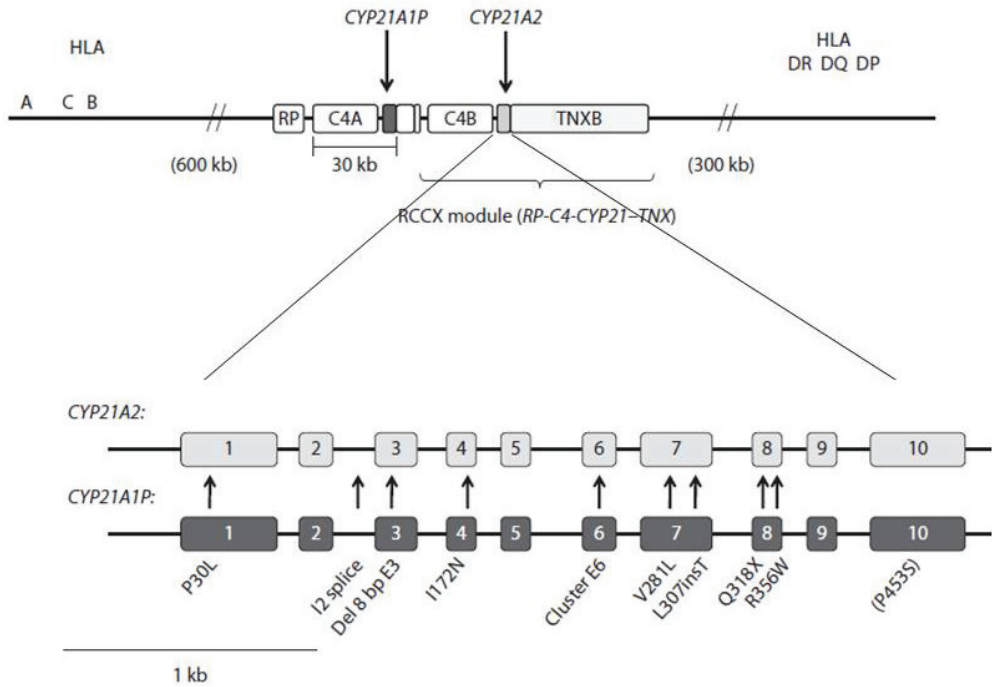 CYP21A1P CYP21A2
HLA
HLA
DR DQ DP
A C B
RP C4A C4B TNXB
(600 kb) 30 kb (300 kb)
RCCX module (RP-C4-CYP21–TNX)
CYP21A2:
1 2 3 4 5 6 7 8 9 10
CYP21A1P:
1 2 3 4 5 6 7 8 9 10
P30L
I2 splice
Del 8 bp E3
I172N
Cluster E6
V281L
L307insT
Q318X
R356W
(P453S)
1 kb